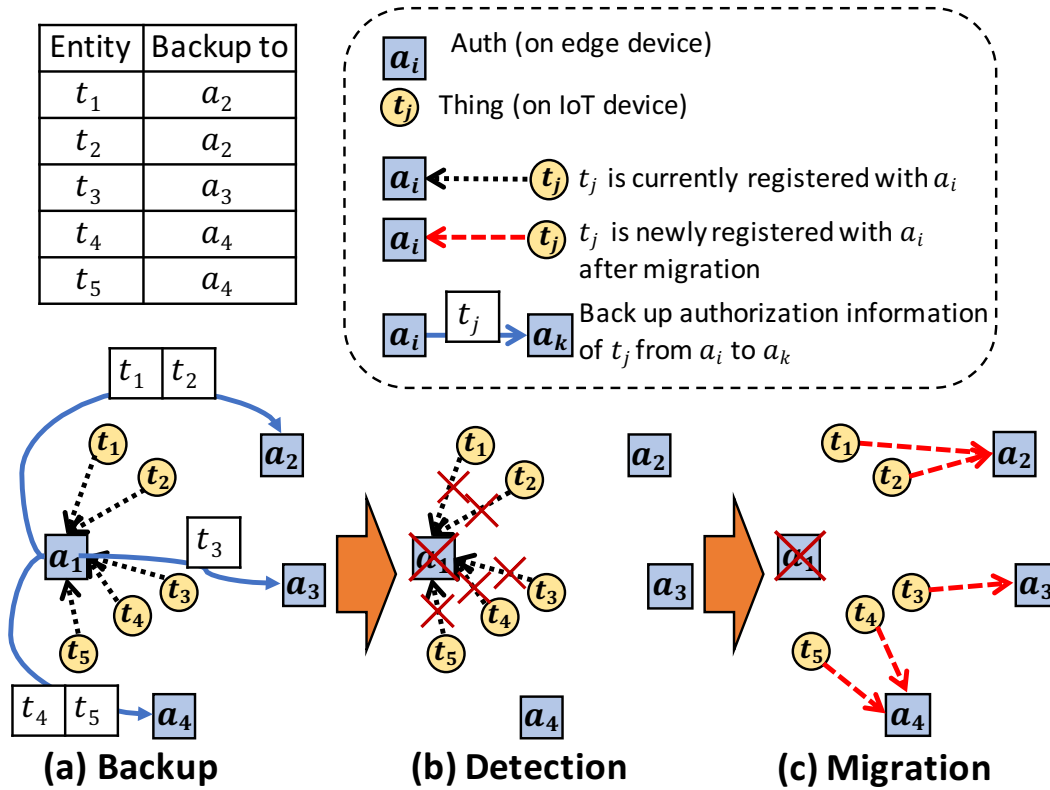 Entity Backup to
t₁ a₂
t₂ a₂
t₃ a₃
t₄ a₄
t₅ a₄
aᵢ Auth (on edge device)
tⱼ Thing (on IoT device)
aᵢ tⱼ tⱼ is currently registered with aᵢ
aᵢ tⱼ tⱼ is newly registered with aᵢ
after migration
aᵢ tⱼ aₖ Back up authorization information
of tⱼ from aᵢ to aₖ
t₁ t₂
t₁
a₂
t₂
t₃
a₁
a₃
t₃
t₄
t₅
t₄ t₅
a₄
(a) Backup
t₁
a₂
t₂
a₁
a₃
t₃
t₄
t₅
a₄
(b) Detection
t₁
a₂
t₂
a₁
a₃
t₃
t₄
t₅
a₄
(c) Migration